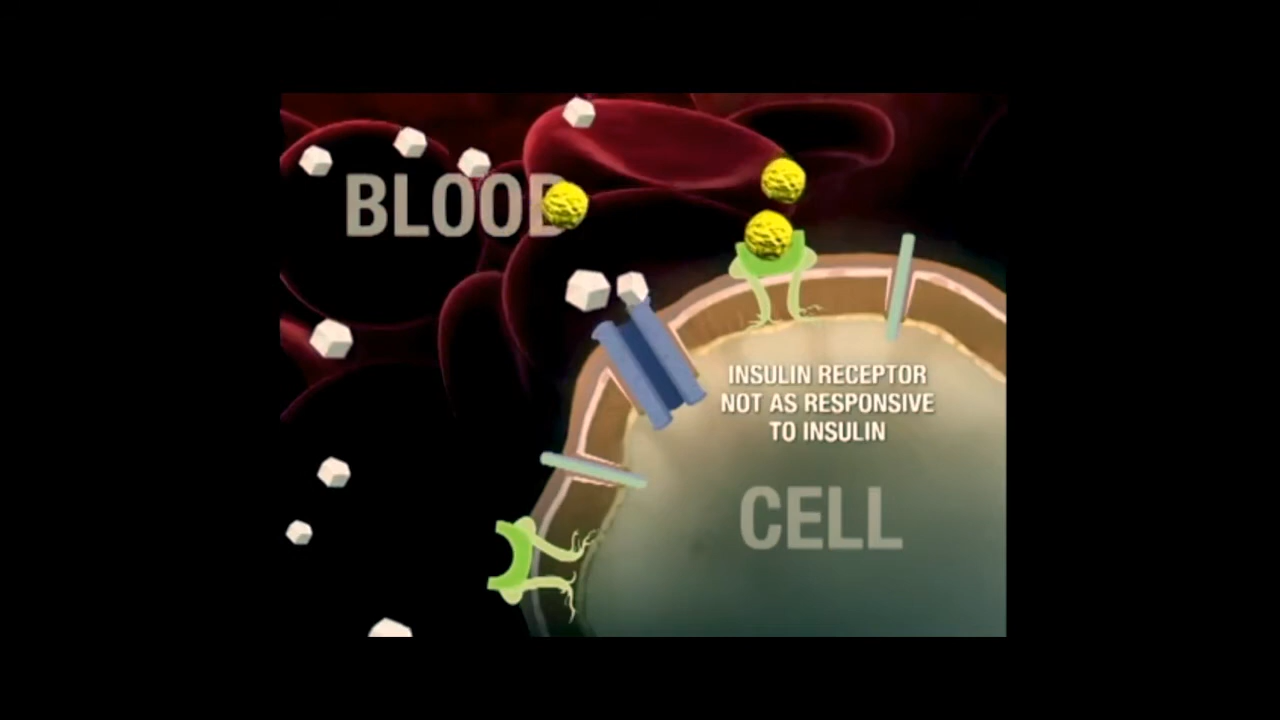 BLOOD
INSULIN RECEPTOR
NOT AS RESPONSIVE
TO INSULIN
CELL